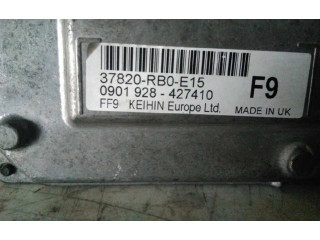 37820-RB0-E15
0901 928 - 427410
FF9 KEIHIN Europe Ltd.
F9
MADE IN UK